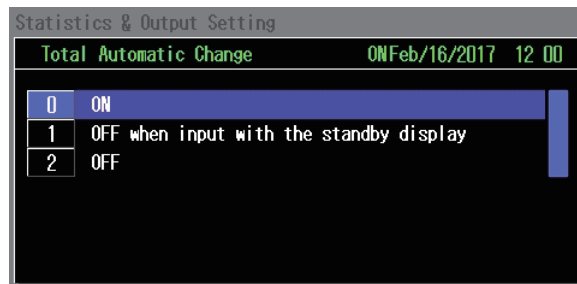 Statistics & Output Setting
Total Automatic Change ONFeb/16/2017 12 00
0 ON
1 OFF when input with the standby display
2 OFF